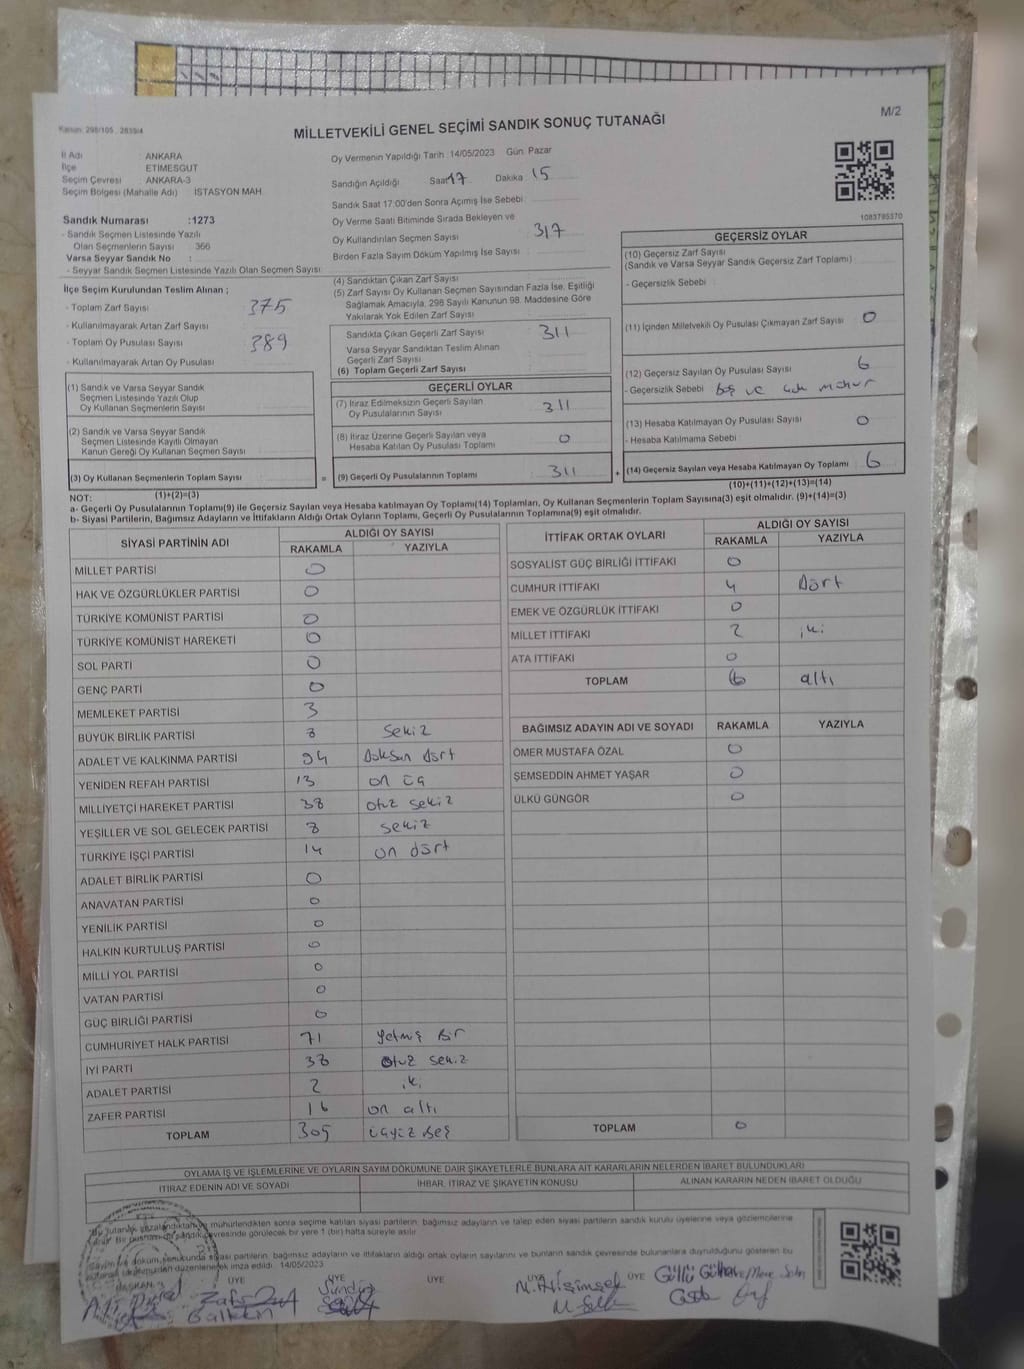 Kanun: 298/105, 2839/4
M/2
MİLLETVEKİLİ GENEL SEÇİMİ SANDIK SONUÇ TUTANAĞI
İl Adı : ANKARA
İlçe : ETİMESGUT
Seçim Çevresi : ANKARA-3
Seçim Bölgesi (Mahalle Adı) : İSTASYON MAH.
Sandık Numarası :1273
- Sandık Seçmen Listesinde Yazılı
Olan Seçmenlerin Sayısı : 366
Varsa Seyyar Sandık No :
- Seyyar Sandık Seçmen Listesinde Yazılı Olan Seçmen Sayısı :
Oy Vermenin Yapıldığı Tarih :14/05/2023 Gün: Pazar
Sandığın Açıldığı Saat 17 Dakika : 15
Sandık Saat 17:00'den Sonra Açımış İse Sebebi
Oy Verme Saati Bitiminde Sırada Bekleyen ve
Oy Kullandırılan Seçmen Sayısı 317
Birden Fazla Sayım Döküm Yapılmış İse Sayısı
1083795370
İlçe Seçim Kurulundan Teslim Alınan ;
- Toplam Zarf Sayısı 375
- Kullanılmayarak Artan Zarf Sayısı
- Toplam Oy Pusulası Sayısı 389
- Kullanılmayarak Artan Oy Pusulası
(4) Sandıktan Çıkan Zarf Sayısı
(5) Zarf Sayısı Oy Kullanan Seçmen Sayısından Fazla İse, Eşitliği
Sağlamak Amacıyla, 298 Sayılı Kanunun 98. Maddesine Göre
Yakılarak Yok Edilen Zarf Sayısı
Sandıkta Çıkan Geçerli Zarf Sayısı 311
Varsa Seyyar Sandıktan Teslim Alınan
Geçerli Zarf Sayısı
(6) Toplam Geçerli Zarf Sayısı
GEÇERSİZ OYLAR
(10) Geçersiz Zarf Sayısı
(Sandık ve Varsa Seyyar Sandık Geçersiz Zarf Toplamı)
- Geçersizlik Sebebi :
(11) İçinden Milletvekili Oy Pusulası Çıkmayan Zarf Sayısı 0
(12) Geçersiz Sayılan Oy Pusulası Sayısı 6
- Geçersizlik Sebebi boş ve mühür
(13) Hesaba Katılmayan Oy Pusulası Sayısı 0
- Hesaba Katılmama Sebebi
(14) Geçersiz Sayılan veya Hesaba Katılmayan Oy Toplamı 6
(10)+(11)+(12)+(13)=(14)
(1) Sandık ve Varsa Seyyar Sandık
Seçmen Listesinde Yazılı Olup
Oy Kullanan Seçmenlerin Sayısı
(2) Sandık ve Varsa Seyyar Sandık
Seçmen Listesinde Kayıtlı Olmayan
Kanun Gereği Oy Kullanan Seçmen Sayısı
(3) Oy Kullanan Seçmenlerin Toplam Sayısı
(1)+(2)=(3)
GEÇERLİ OYLAR
(7) İtiraz Edilmeksizin Geçerli Sayılan
Oy Pusulalarının Sayısı 311
(8) İtiraz Üzerine Geçerli Sayılan veya
Hesaba Katılan Oy Pusulası Toplamı 0
= (9) Geçerli Oy Pusulalarının Toplamı 311 +
NOT:
a- Geçerli Oy Pusulalarının Toplamı(9) ile Geçersiz Sayılan veya Hesaba katılmayan Oy Toplamı(14) Toplamları, Oy Kullanan Seçmenlerin Toplam Sayısına(3) eşit olmalıdır. (9)+(14)=(3)
b- Siyasi Partilerin, Bağımsız Adayların ve İttifakların Aldığı Ortak Oyların Toplamı, Geçerli Oy Pusulalarının Toplamına(9) eşit olmalıdır.
SİYASİ PARTİNİN ADI ALDIĞI OY SAYISI
RAKAMLA YAZIYLA
MİLLET PARTİSİ 0
HAK VE ÖZGÜRLÜKLER PARTİSİ 0
TÜRKİYE KOMÜNİST PARTİSİ 0
TÜRKİYE KOMÜNİST HAREKETİ 0
SOL PARTİ 0
GENÇ PARTİ 0
MEMLEKET PARTİSİ 3
BÜYÜK BİRLİK PARTİSİ 8 sekiz
ADALET VE KALKINMA PARTİSİ 94 Doksan dört
YENİDEN REFAH PARTİSİ 13 on üç
MİLLİYETÇİ HAREKET PARTİSİ 38 otuz sekiz
YEŞİLLER VE SOL GELECEK PARTİSİ 8 sekiz
TÜRKİYE İŞÇİ PARTİSİ 14 on dört
ADALET BİRLİK PARTİSİ 0
ANAVATAN PARTİSİ 0
YENİLİK PARTİSİ 0
HALKIN KURTULUŞ PARTİSİ 0
MİLLİ YOL PARTİSİ 0
VATAN PARTİSİ 0
GÜÇ BİRLİĞİ PARTİSİ 0
CUMHURİYET HALK PARTİSİ 71 yetmiş bir
İYİ PARTİ 38 otuz sekiz
ADALET PARTİSİ 2 iki
ZAFER PARTİSİ 16 on altı
TOPLAM 305 üçyüz beş
İTTİFAK ORTAK OYLARI ALDIĞI OY SAYISI
RAKAMLA YAZIYLA
SOSYALİST GÜÇ BİRLİĞİ İTTİFAKI 0
CUMHUR İTTİFAKI 4 Dört
EMEK VE ÖZGÜRLÜK İTTİFAKI 0
MİLLET İTTİFAKI 2 iki
ATA İTTİFAKI 0
TOPLAM 6 altı
BAĞIMSIZ ADAYIN ADI VE SOYADI RAKAMLA YAZIYLA
ÖMER MUSTAFA ÖZAL 0
ŞEMSEDDİN AHMET YAŞAR 0
ÜLKÜ GÜNGÖR 0
TOPLAM 0
OYLAMA İŞ VE İŞLEMLERİNE VE OYLARIN SAYIM DÖKÜMÜNE DAİR ŞİKAYETLERLE BUNLARA AİT KARARLARIN NELERDEN İBARET BULUNDUKLARI
İTİRAZ EDENİN ADI VE SOYADI İHBAR, İTİRAZ VE ŞİKAYETİN KONUSU ALINAN KARARIN NEDEN İBARET OLDUĞU
mühürlendikten sonra seçime katılan siyasi partilerin, bağımsız adayların ve talep eden siyasi partilerin sandık kurulu üyelerine veya gözlemcilerine
çevresinde görülecek bir yere 1 (bir) hafta süreyle asılır.
partilerin, bağımsız adayların ve ittifakların aldığı ortak oyların sayılarını ve bunların sandık çevresinde bulunanlara duyrulduğunu gösteren bu
düzenlenerek imza edildi. 14/05/2023
BAŞKAN ÜYE ÜYE ÜYE ÜYE ÜYE